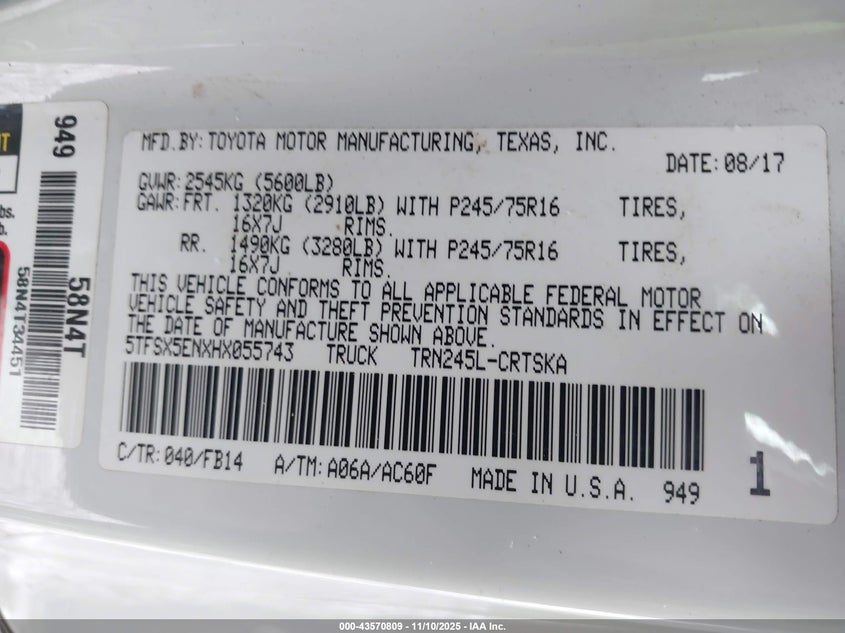 MFD.BY:TOYOTA MOTOR MANUFACTURING, TEXAS, INC.
DATE:08/17
GVWR:2545KG (5600LB)
GAWR:FRT. 1320KG (2910LB) WITH P245/75R16 TIRES,
16X7J RIMS.
RR. 1490KG (3280LB) WITH P245/75R16 TIRES,
16X7J RIMS.
THIS VEHICLE CONFORMS TO ALL APPLICABLE FEDERAL MOTOR
VEHICLE SAFETY AND THEFT PREVENTION STANDARDS IN EFFECT ON
THE DATE OF MANUFACTURE SHOWN ABOVE.
5TFSX5ENXHX055743 TRUCK TRN245L-CRTSKA
C/TR:040/FB14 A/TM:A06A/AC60F MADE IN U.S.A. 949
1
949
58N4T
58N4T34451
lbs.
000-43570809 - 11/10/2025 - IAA Inc.